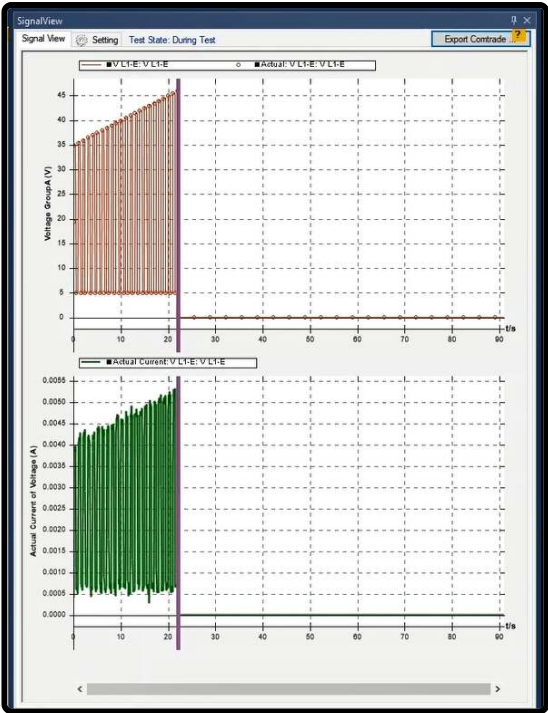 SignalView
Signal View Setting Test State: During Test Export Comtrade ... ?
V L1-E: V L1-E Actual: V L1-E: V L1-E
Voltage GroupA (V)
45
40
35
30
25
20
15
10
5
0
0 10 20 30 40 50 60 70 80 90 t/s
Actual Current: V L1-E: V L1-E
Actual Current of Voltage (A)
0.0055
0.0050
0.0045
0.0040
0.0035
0.0030
0.0025
0.0020
0.0015
0.0010
0.0005
0.0000
0 10 20 30 40 50 60 70 80 90 t/s